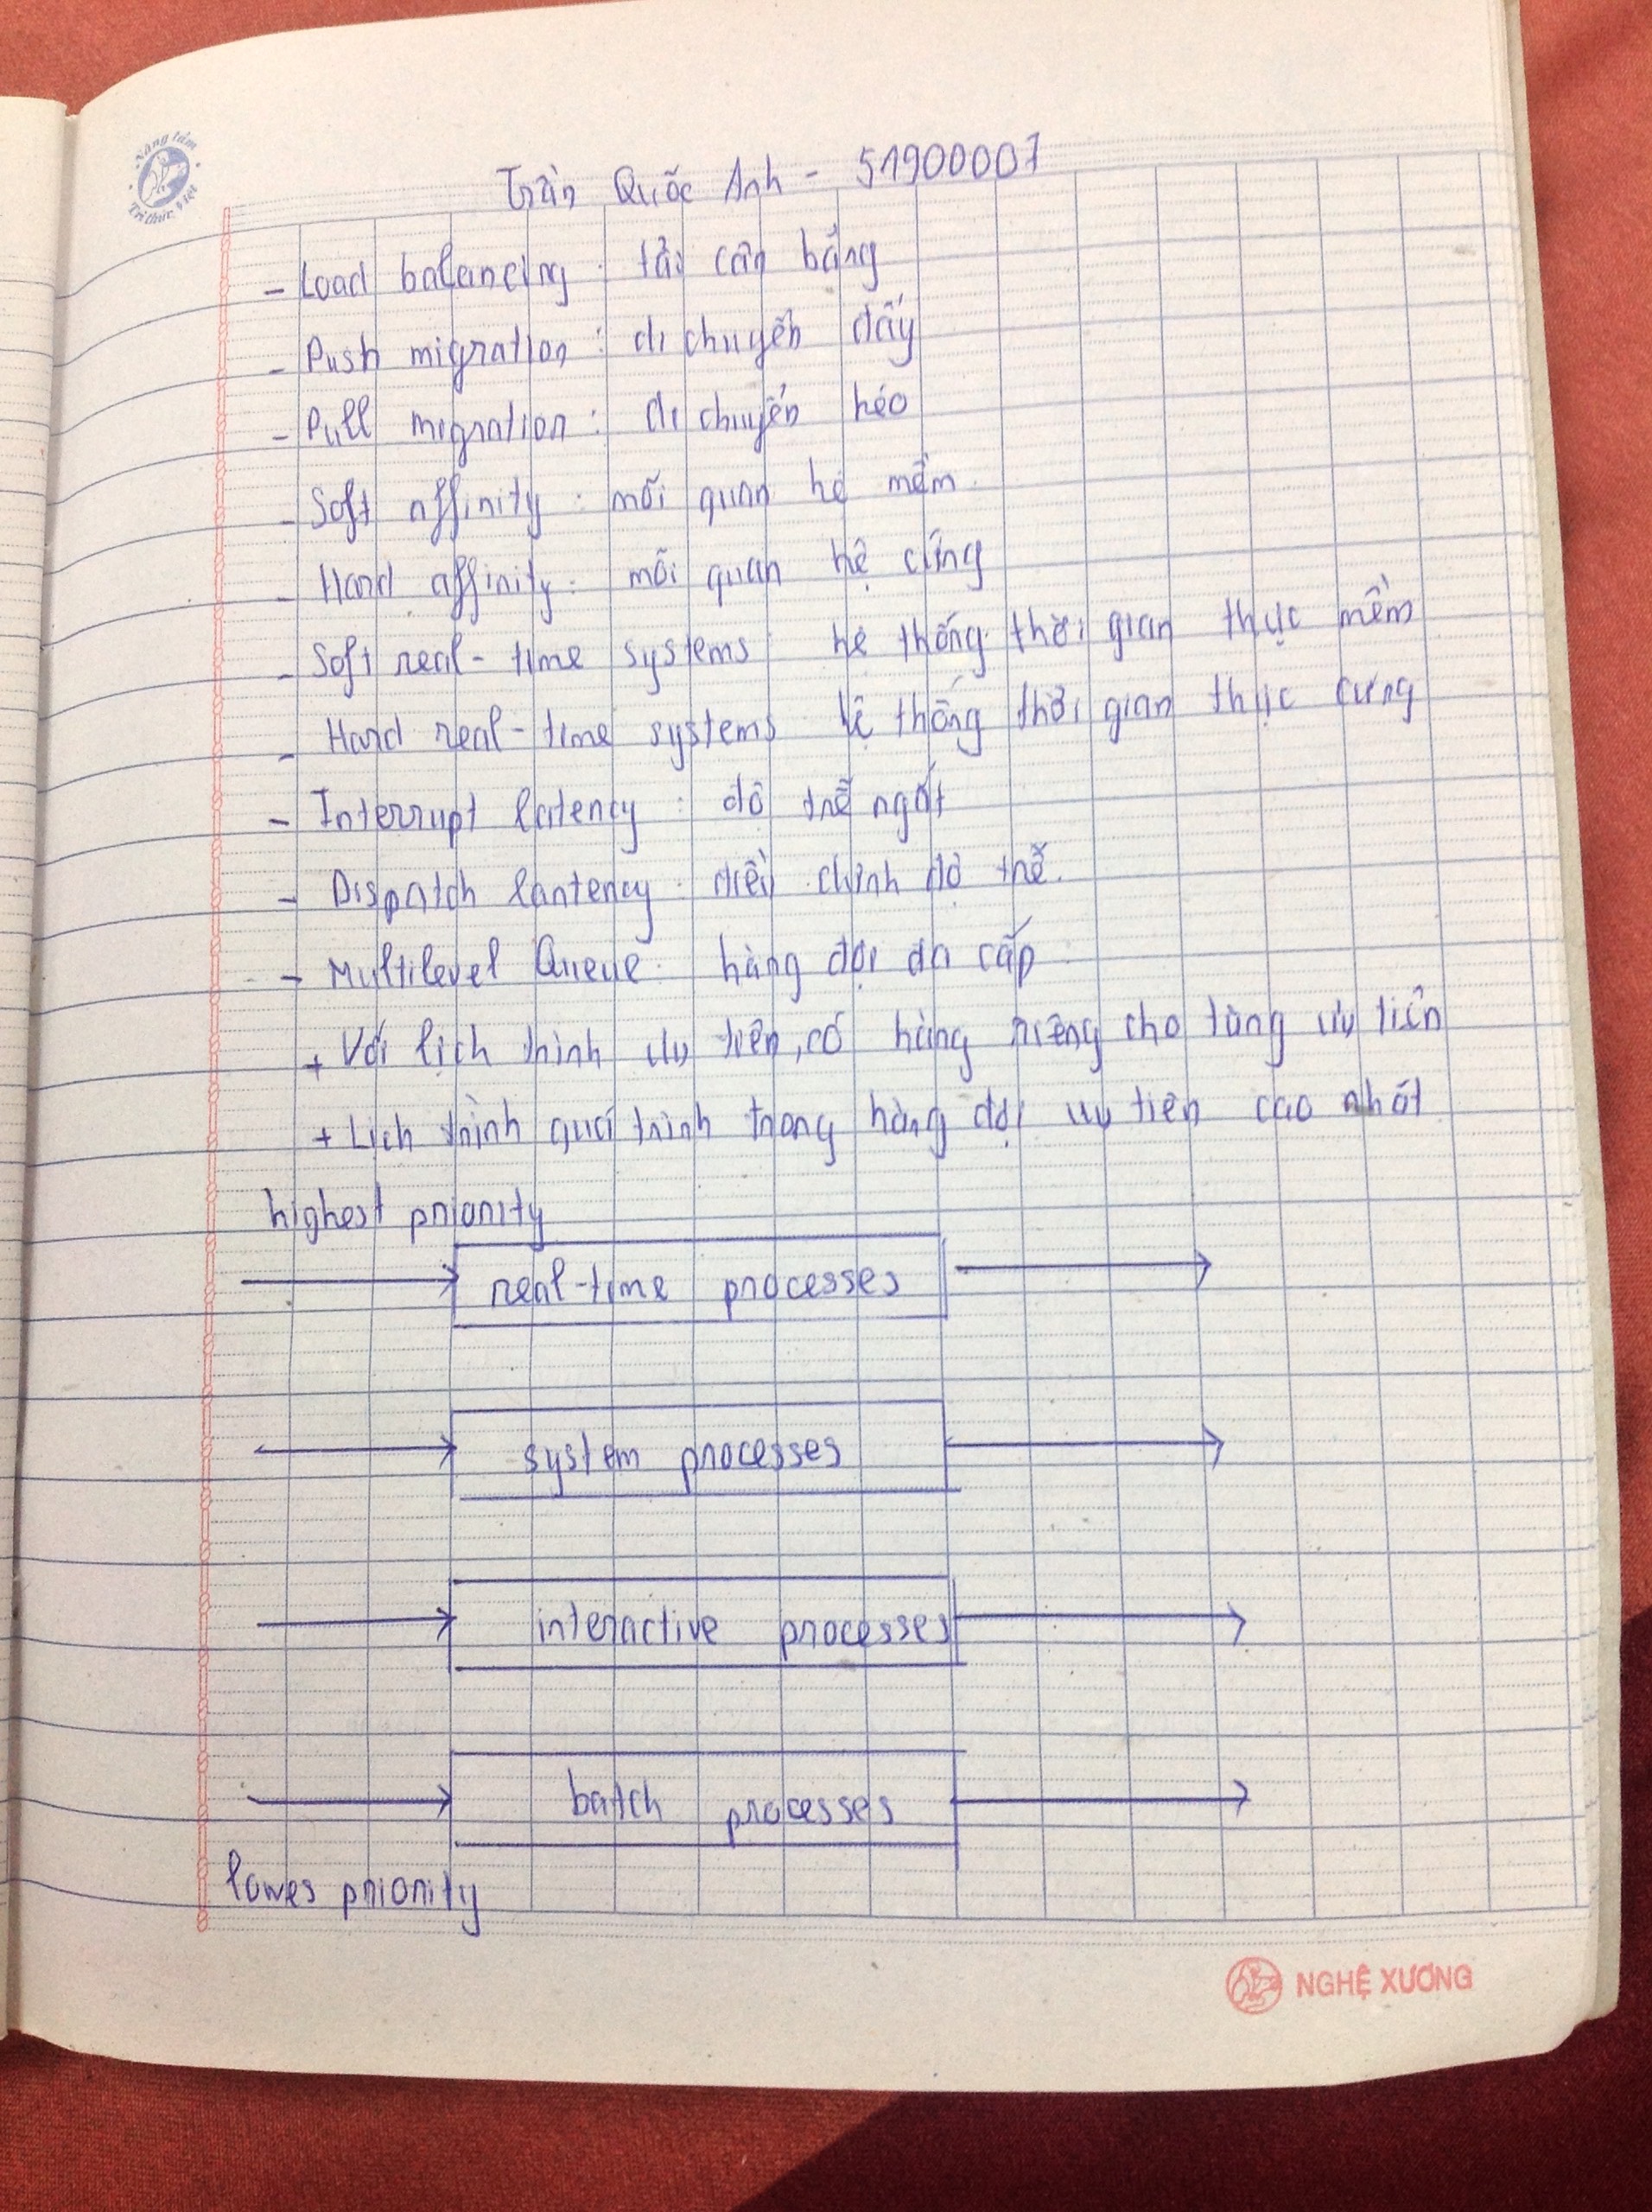 Nâng tầm
Tri thức Việt
Trần Quốc Anh - 51900007
- Load balancing : tải cân bằng
- Push migration : di chuyển đẩy
- Pull migration : di chuyển kéo
- Soft affinity : mối quan hệ mềm
- Hard affinity : mối quan hệ cứng
- Soft real-time systems : hệ thống thời gian thực mềm
- Hard real-time systems hệ thống thời gian thực cứng
- Interrupt latency : độ trễ ngắt
- Dispatch lantency : điều chỉnh độ trễ.
- Multilevel Queue : hàng đợi đa cấp
+ Với lịch trình ưu tiên, có hàng riêng cho từng ưu tiên
+ Lịch trình quá trình trong hàng đợi ưu tiên cao nhất
highest priority
real-time processes
system processes
interactive processes
batch processes
lowes priority
NGHỆ XƯƠNG